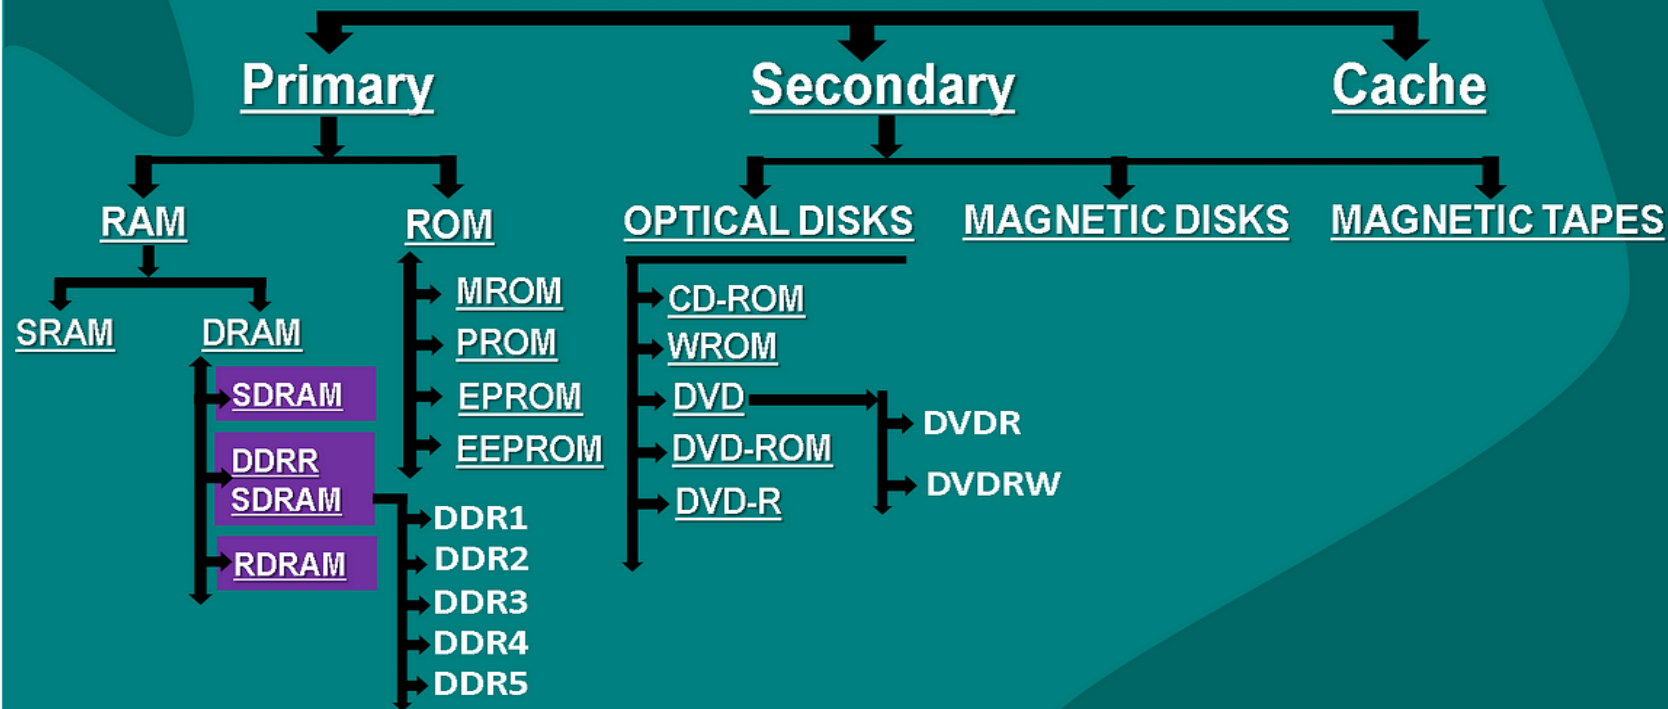 Primary
Secondary
Cache
RAM
ROM
OPTICAL DISKS
MAGNETIC DISKS
MAGNETIC TAPES
SRAM
DRAM
SDRAM
DDRR
SDRAM
RDRAM
MROM
PROM
EPROM
EEPROM
DDR1
DDR2
DDR3
DDR4
DDR5
CD-ROM
WROM
DVD
DVD-ROM
DVD-R
DVDR
DVDRW